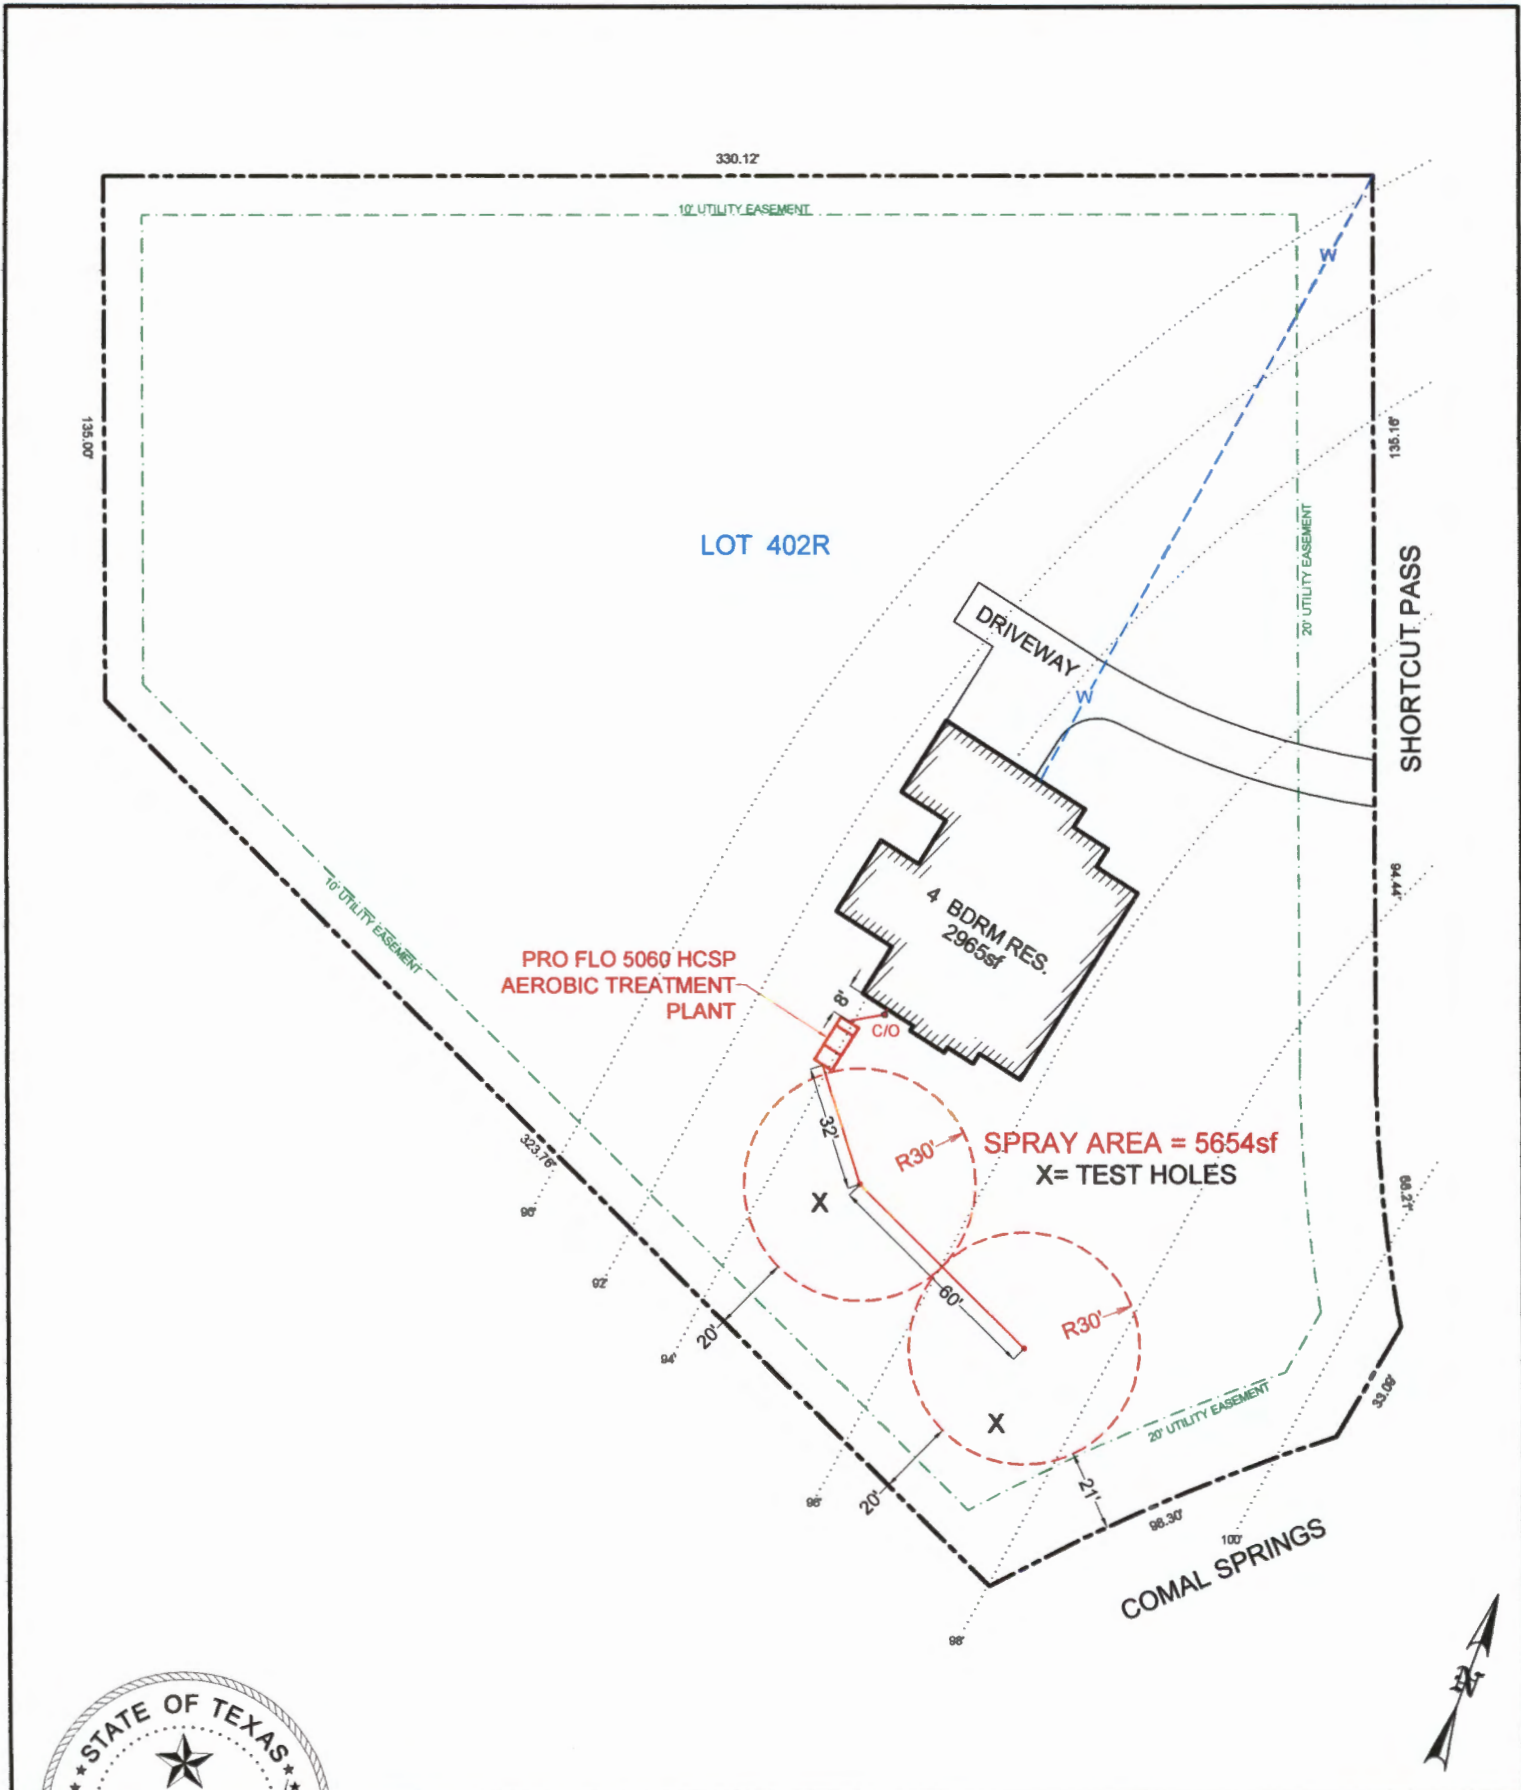 330.12'
10' UTILITY EASEMENT
W
135.00'
135.16'
LOT 402R
20' UTILITY EASEMENT
SHORTCUT PASS
DRIVEWAY
W
94.44'
10' UTILITY EASEMENT
4 BDRM RES.
2965sf
PRO FLO 5060 HCSP
AEROBIC TREATMENT
PLANT
8'
C/O
32'
R30'
SPRAY AREA = 5654sf
X= TEST HOLES
323.76'
X
90'
92'
94'
20'
60'
R30'
X
20' UTILITY EASEMENT
33.09'
96'
20'
21'
98.30'
100'
COMAL SPRINGS
98'
N
STATE OF TEXAS